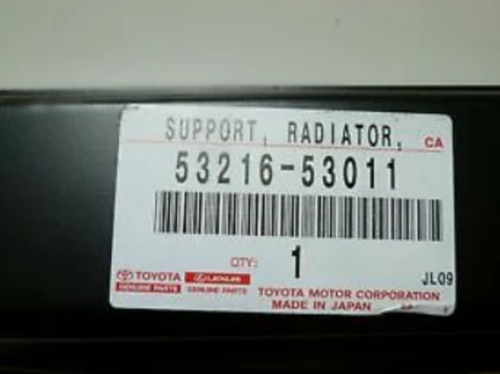 SUPPORT, RADIATOR, CA
53216-53011
QTY: 1
JL09
TOYOTA LEXUS
GENUINE PARTS GENUINE PARTS
TOYOTA MOTOR CORPORATION
MADE IN JAPAN